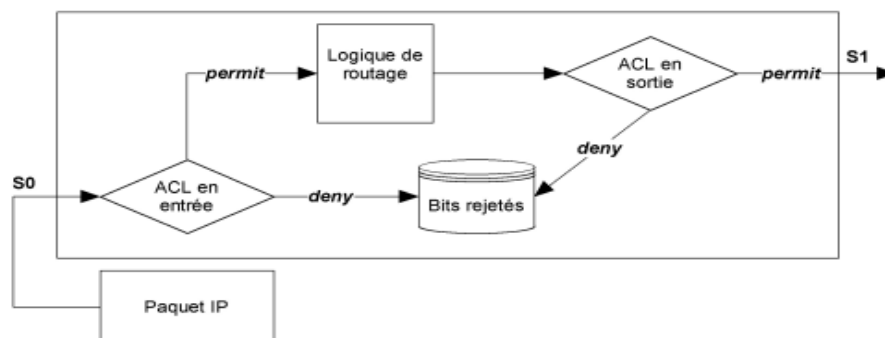 Logique de
routage
permit
ACL en
sortie
permit
S1
deny
S0
ACL en
entrée
deny
Bits rejetés
Paquet IP